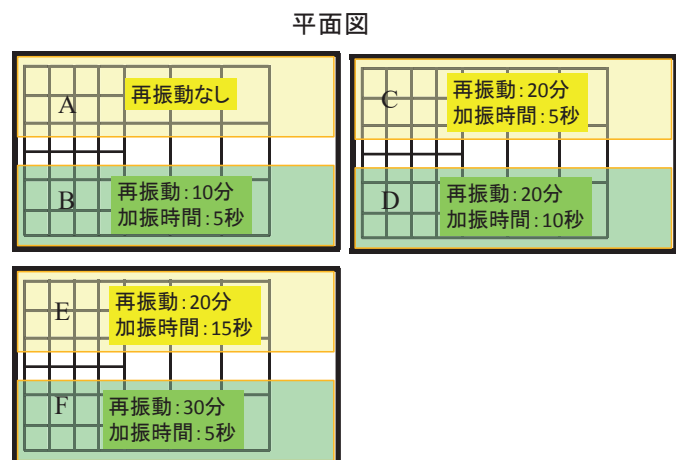 平面図
A
再振動なし
B
再振動:10分
加振時間:5秒
C
再振動:20分
加振時間:5秒
D
再振動:20分
加振時間:10秒
E
再振動:20分
加振時間:15秒
F
再振動:30分
加振時間:5秒